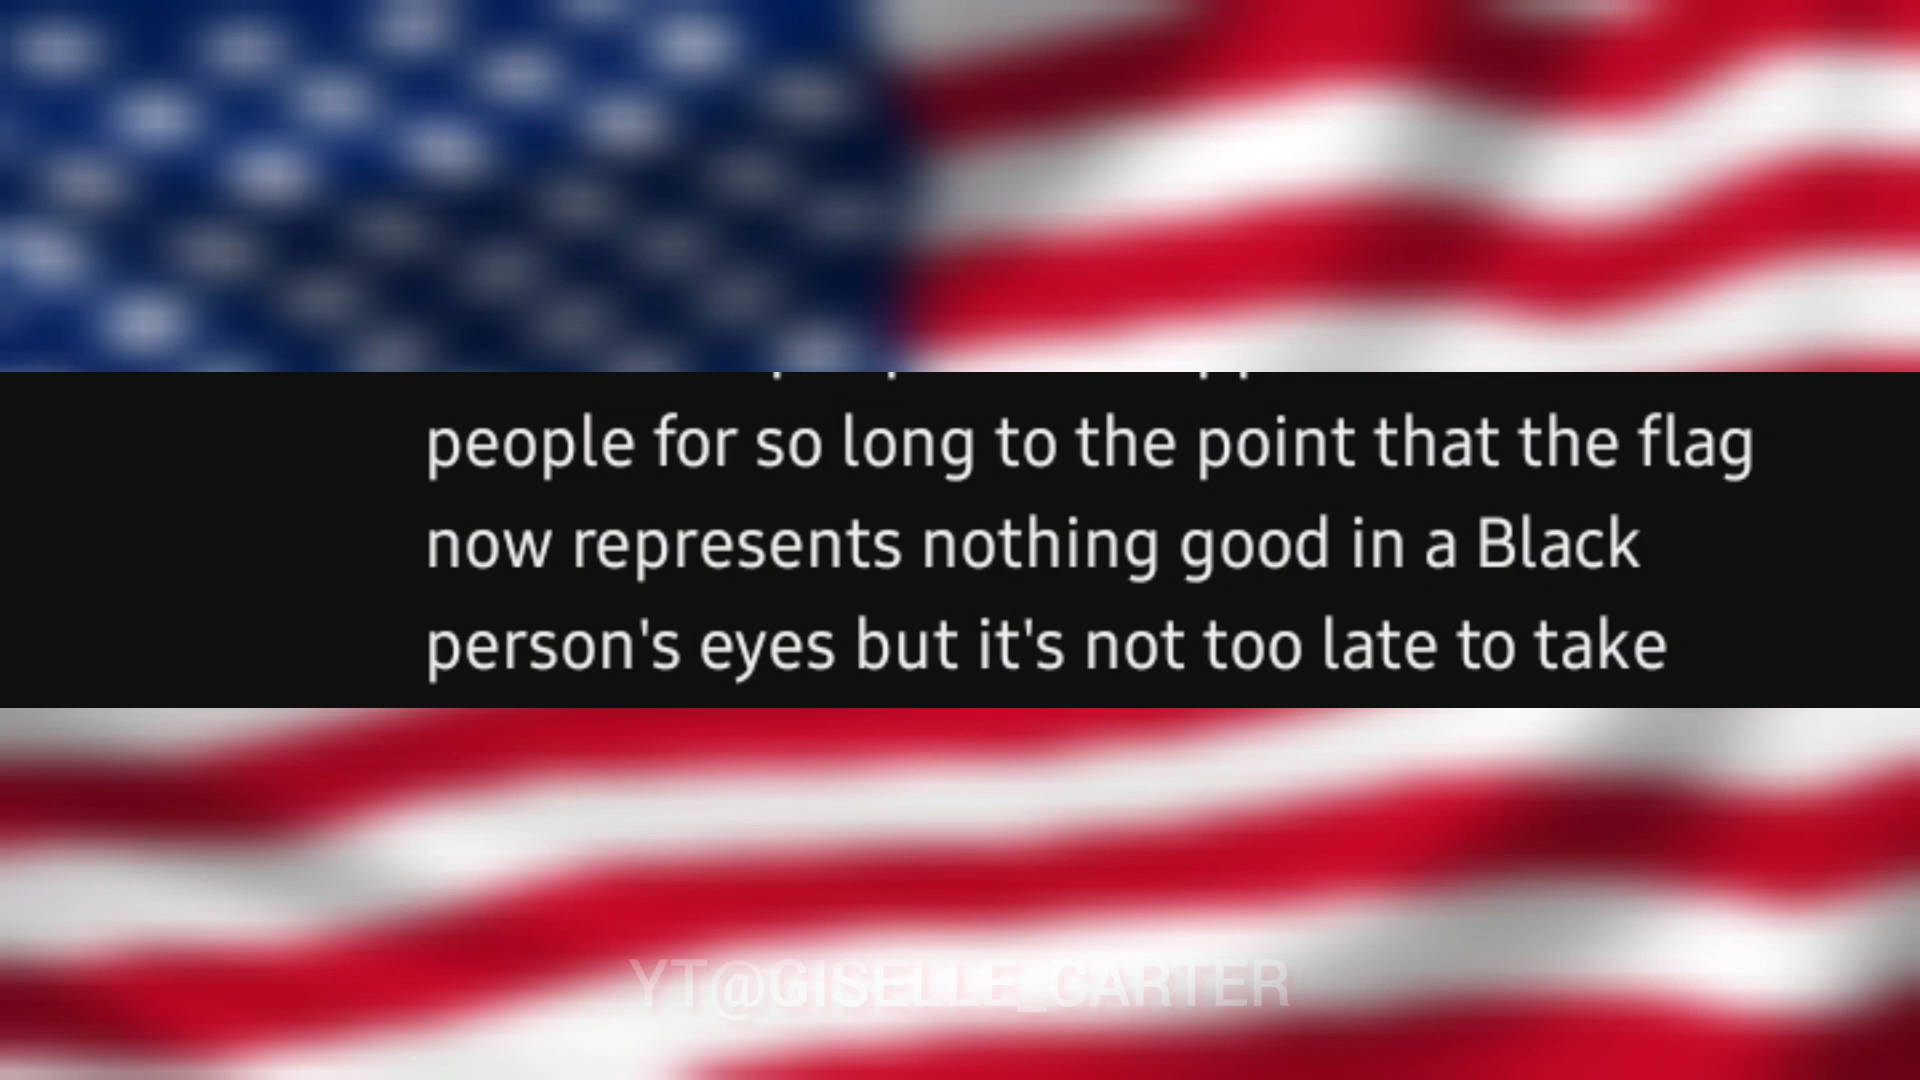 people for so long to the point that the flag
now represents nothing good in a Black
person's eyes but it's not too late to take
YT@GISELLE_CARTER